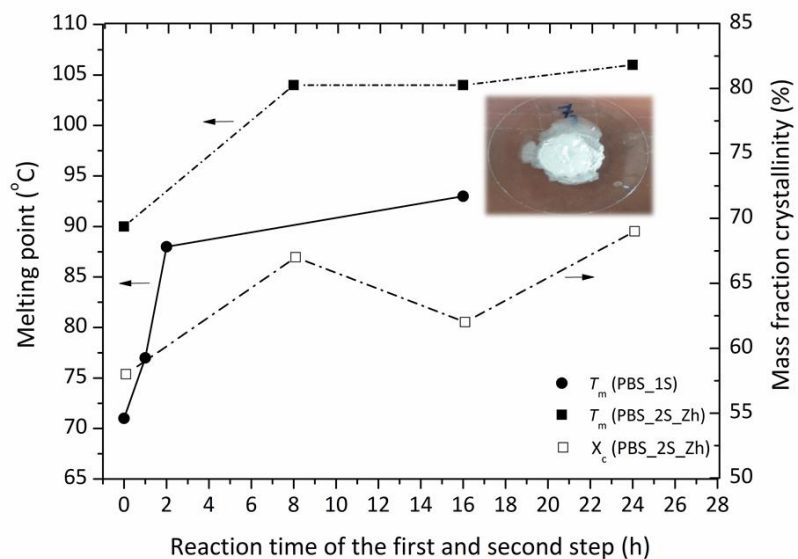 110
105
100
95
90
85
80
75
70
65
Melting point (°C)
85
80
75
70
65
60
55
50
Mass fraction crystallinity (%)
Tm (PBS_1S)
Tm (PBS_2S_Zh)
Xc (PBS_2S_Zh)
0 2 4 6 8 10 12 14 16 18 20 22 24 26 28
Reaction time of the first and second step (h)